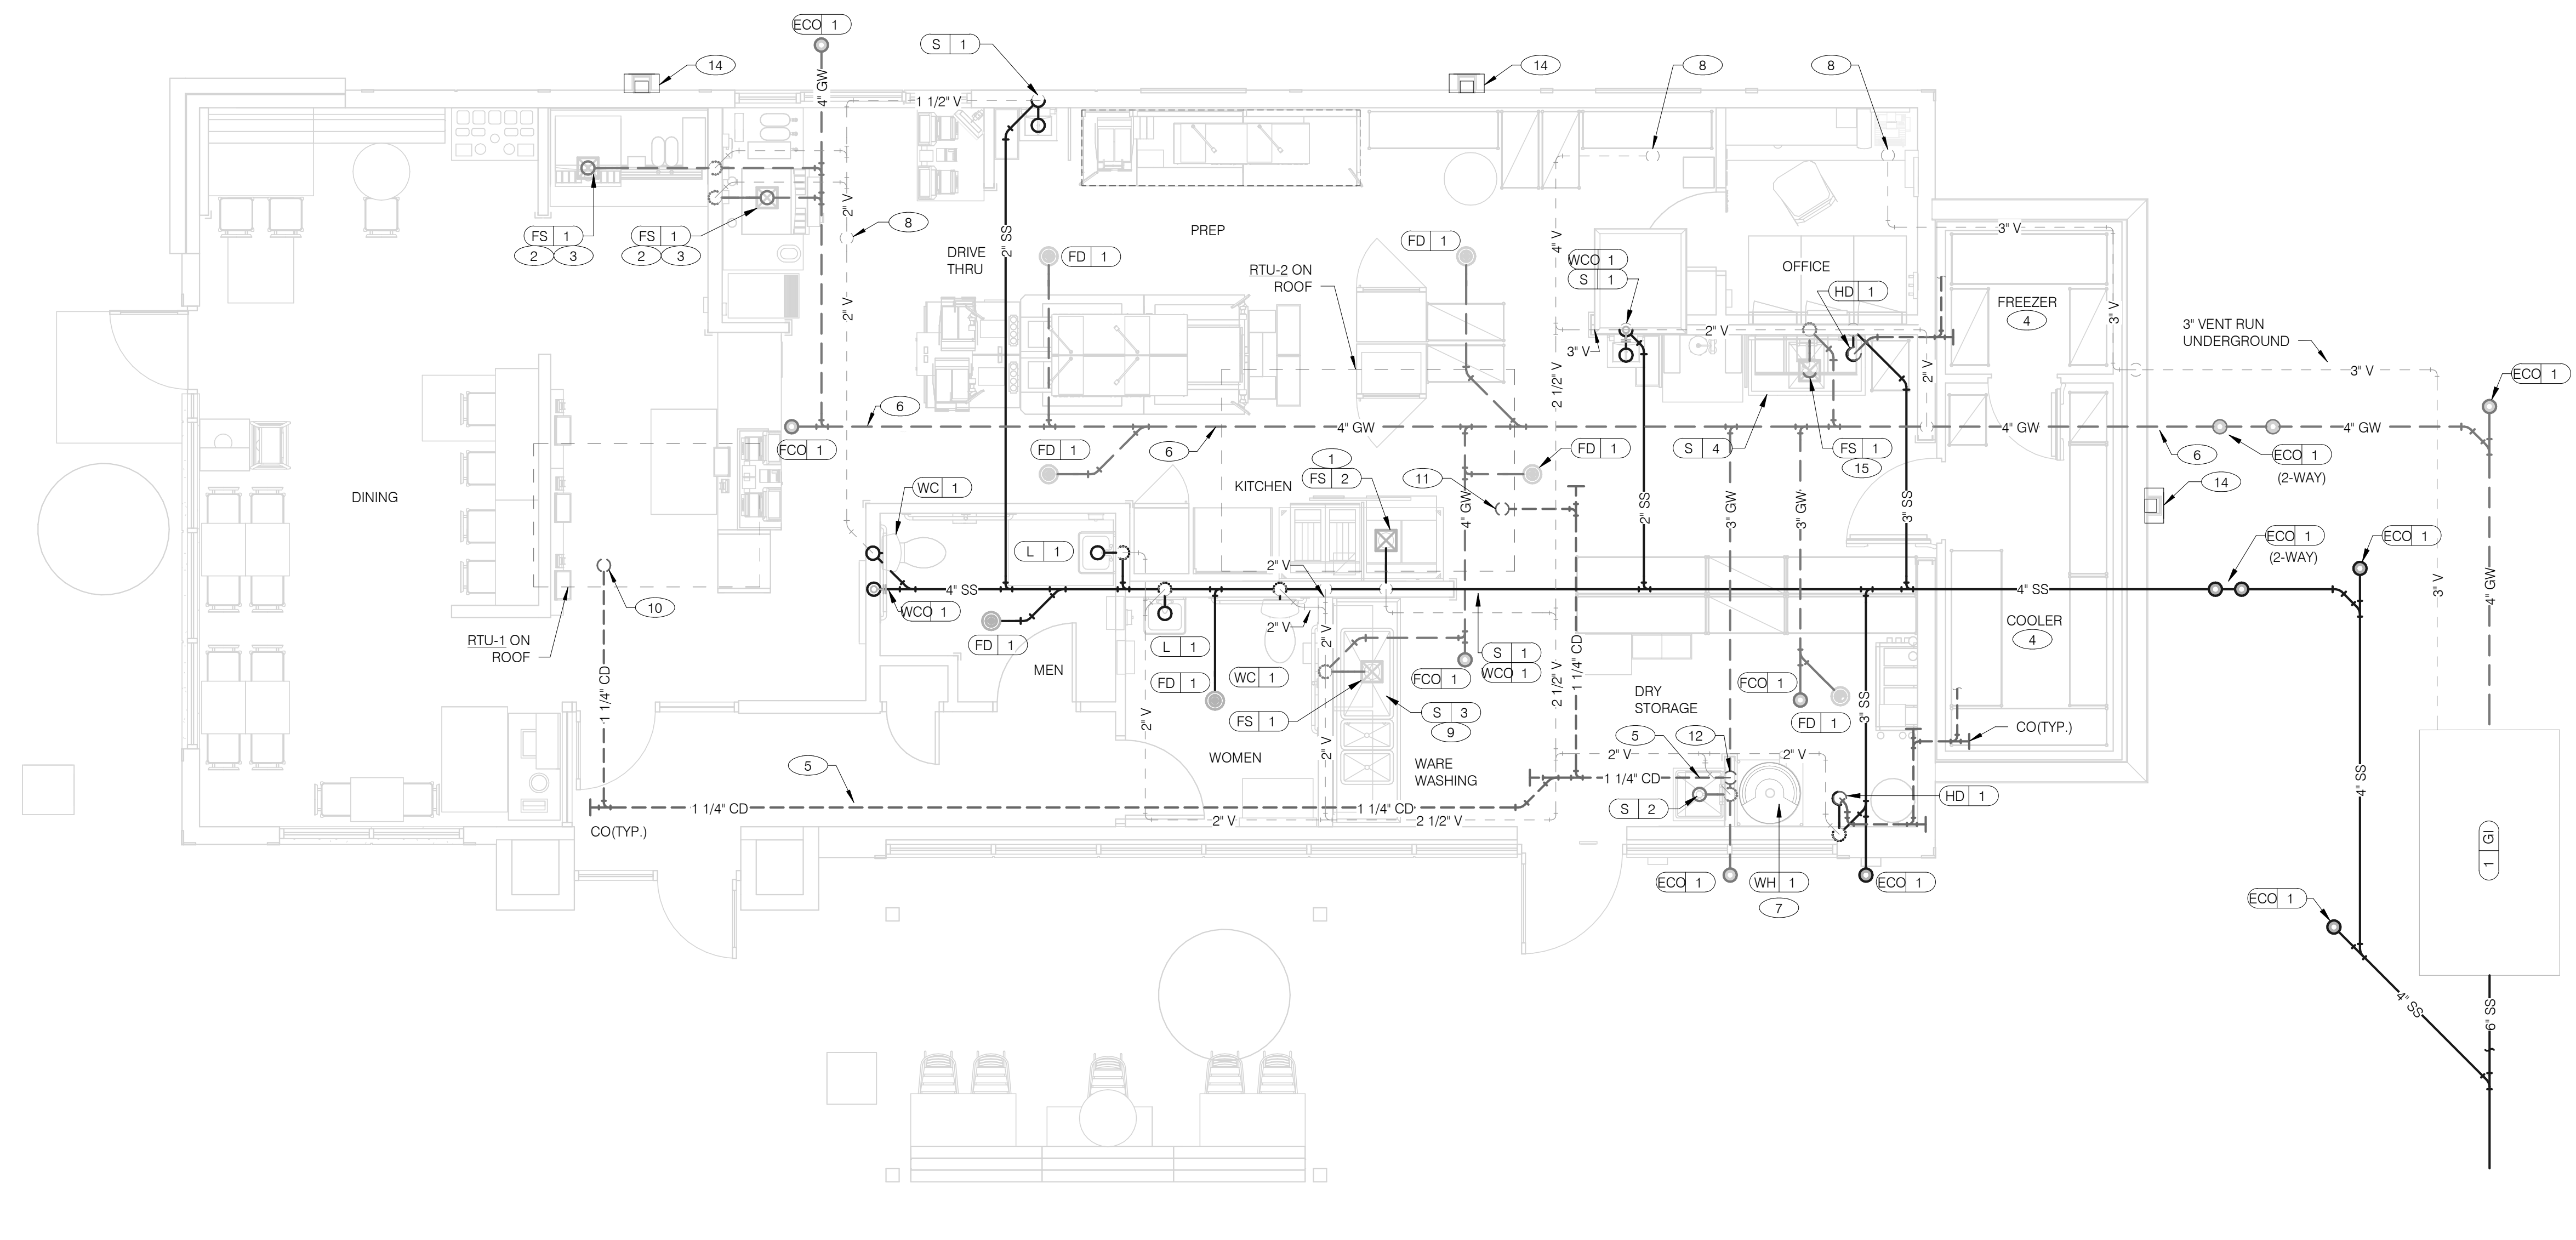 ECO 1
S 1
14
14
8
8
4" GW
1 1/2" V
2" V
8
FS 1
2 3
FS 1
2 3
2" SS
DRIVE
THRU
PREP
FD 1
FD 1
RTU-2 ON
ROOF
4" V
WCO 1
S 1
OFFICE
HD 1
3" V
FREEZER
4
3" V
3" VENT RUN
UNDERGROUND
2" V
2" V
3" V
3" V
2" V
2 1/2" V
ECO 1
6
4" GW
4" GW
4" GW
FCO 1
FD 1
6
FD 1
S 4
FS 1
15
6
ECO 1
(2-WAY)
1
FS 2
11
KITCHEN
DINING
WC 1
4" GW
2" SS
3" GW
3" GW
3" SS
14
ECO 1
(2-WAY)
ECO 1
L 1
2" V
4" SS
4" SS
WCO 1
10
FD 1
2" V
2" V
COOLER
4
3" V
4" GW
RTU-1 ON
ROOF
L 1
S 1
WCO 1
1 1/4" CD
MEN
WC 1
FCO 1
FD 1
FCO 1
DRY
STORAGE
1 1/4" CD
2 1/2" V
FS 1
S 3
9
FD 1
3" SS
CO(TYP.)
2" V
2" V
5
12
WOMEN
WARE
WASHING
2" V
2" V
5
1 1/4" CD
4" SS
HD 1
1 1/4" CD
1 1/4" CD
S 2
CO(TYP.)
2" V
2 1/2" V
1 GI
ECO 1
WH 1
7
ECO 1
ECO 1
4" SS
6" SS